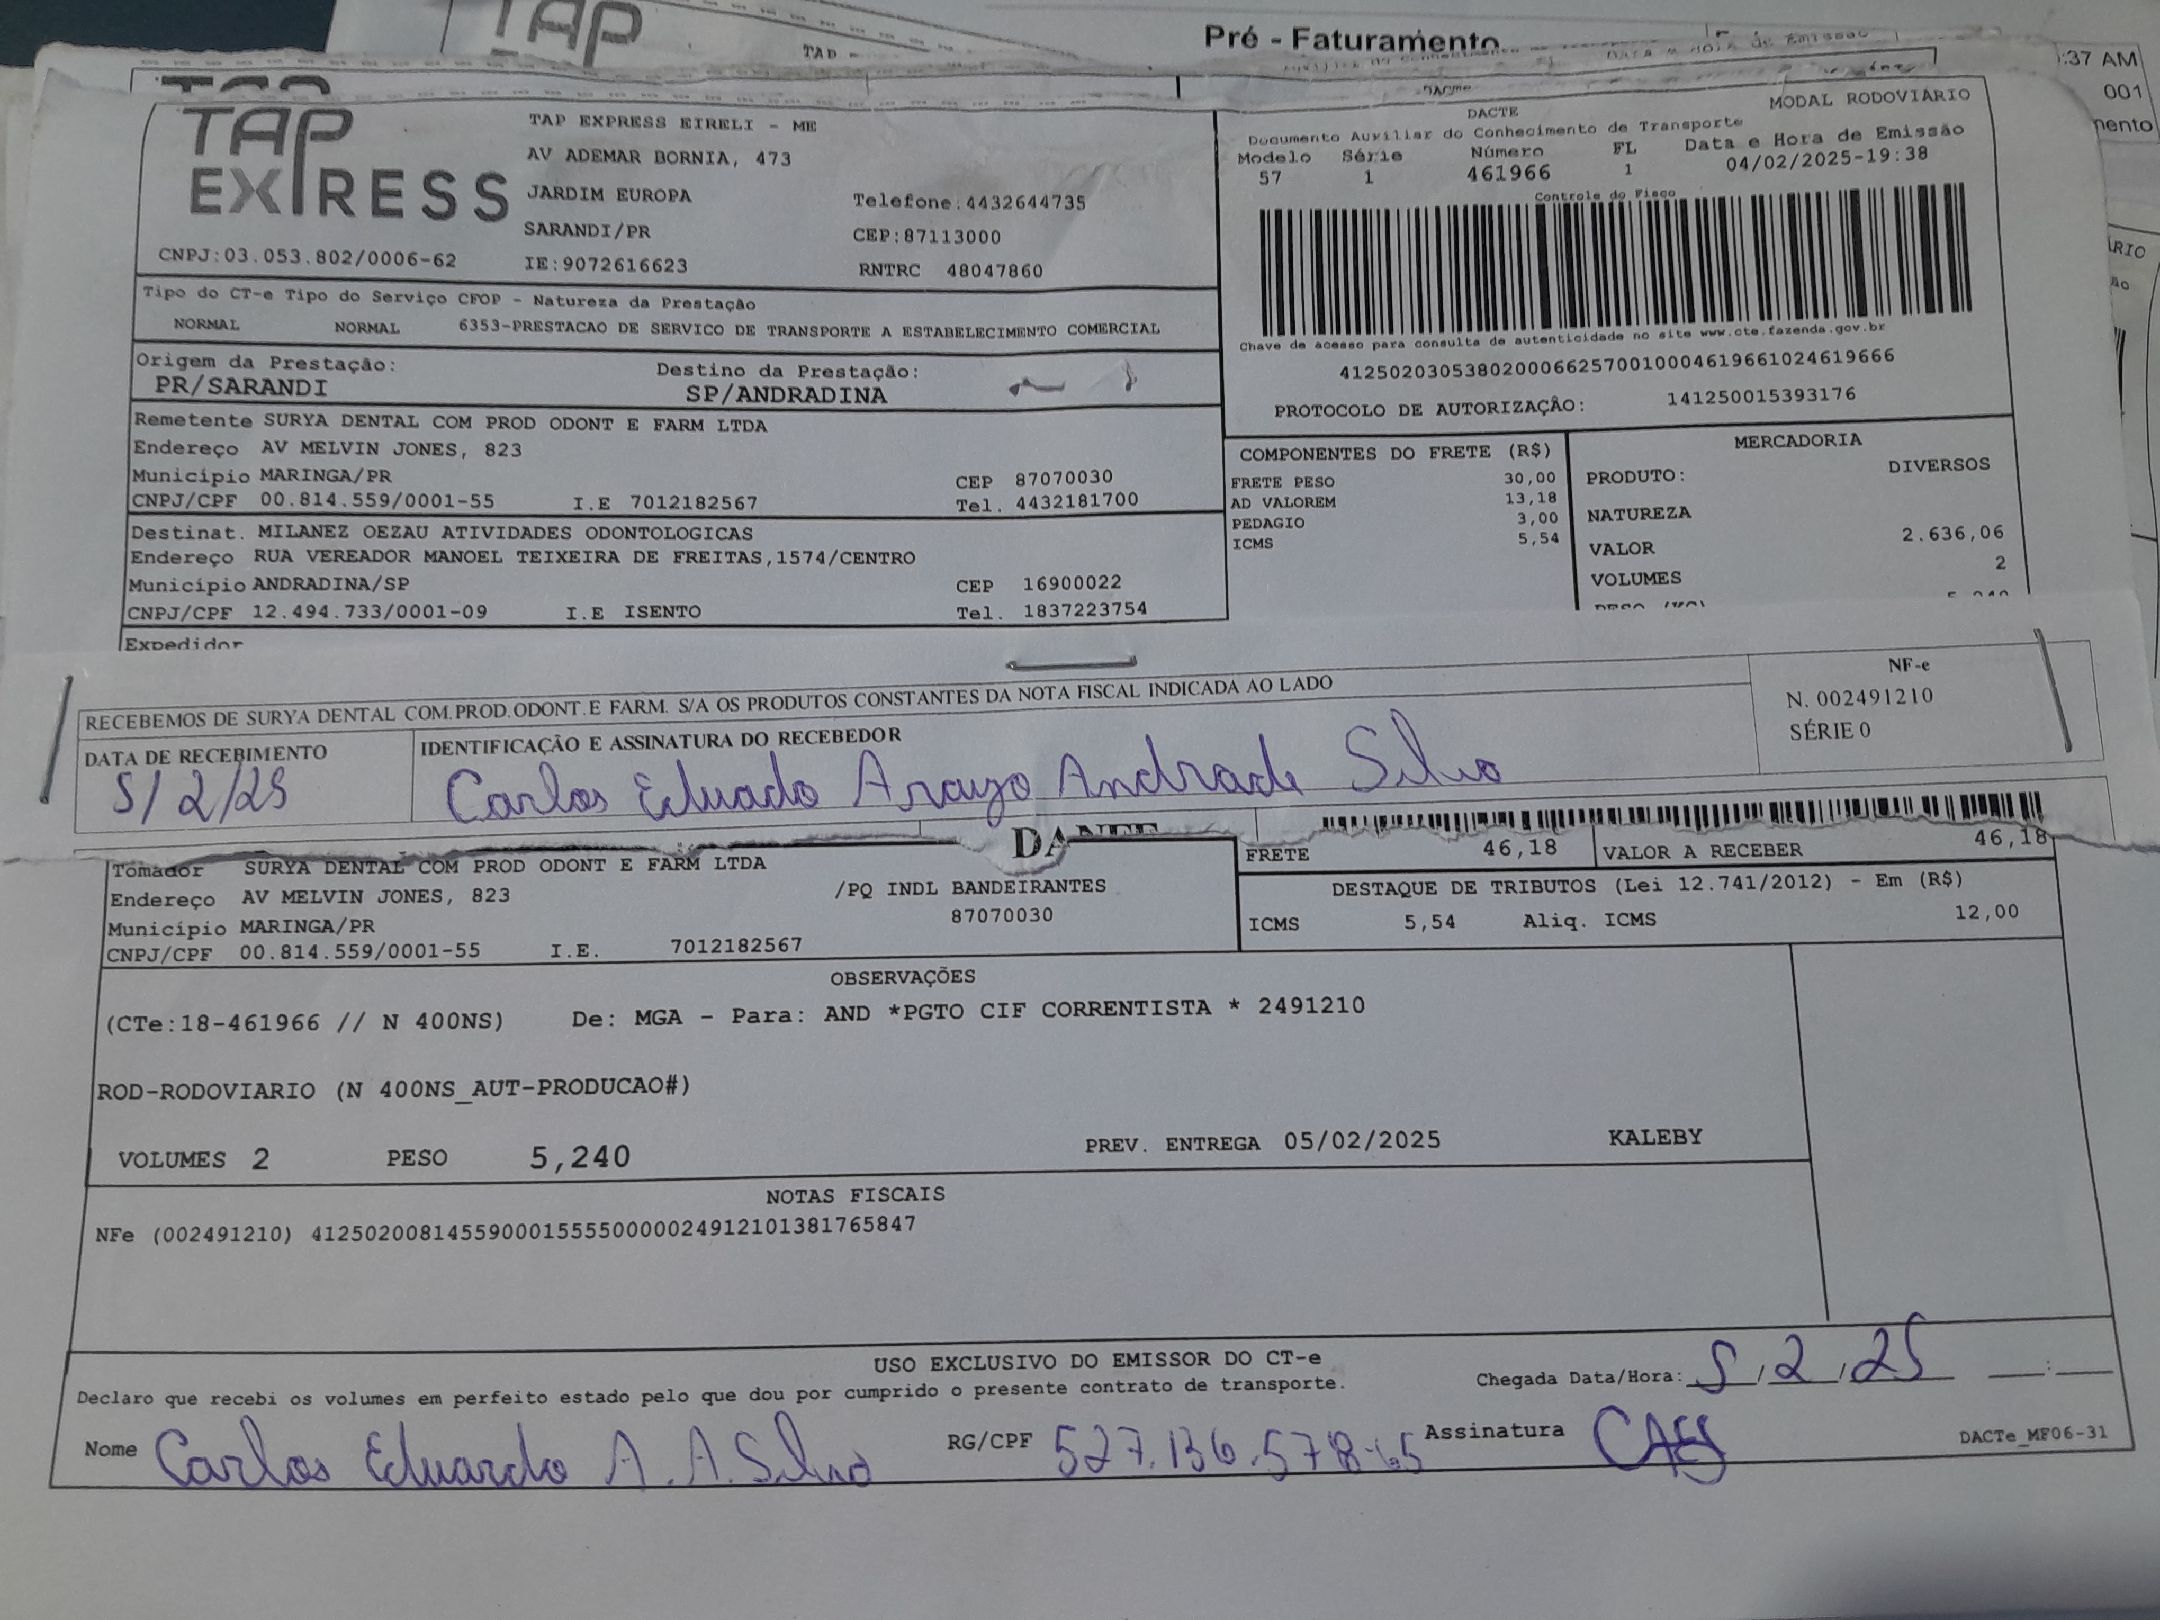 TAP
Pré - Faturamento
:37 AM
001
TAP
EXPRESS
TAP EXPRESS EIRELI - ME
AV ADEMAR BORNIA, 473
JARDIM EUROPA
Telefone.4432644735
SARANDI/PR
CEP:87113000
CNPJ:03.053.802/0006-62
IE:9072616623
RNTRC 48047860
DACTE
MODAL RODOVIARIO
Documento Auxiliar do Conhecimento de Transporte
Modelo Série Número FL Data e Hora de Emissão
57 1 461966 1 04/02/2025-19:38
Controle do Fisco
Chave de acesso para consulta de autenticidade no site www.cte.fazenda.gov.br
41250203053802000662570010004619661024619666
PROTOCOLO DE AUTORIZAÇÃO: 141250015393176
Tipo do CT-e Tipo do Serviço CFOP - Natureza da Prestação
NORMAL NORMAL 6353-PRESTACAO DE SERVICO DE TRANSPORTE A ESTABELECIMENTO COMERCIAL
Origem da Prestação: Destino da Prestação:
PR/SARANDI SP/ANDRADINA
Remetente SURYA DENTAL COM PROD ODONT E FARM LTDA
Endereço AV MELVIN JONES, 823
Município MARINGA/PR CEP 87070030
CNPJ/CPF 00.814.559/0001-55 I.E 7012182567 Tel. 4432181700
Destinat. MILANEZ OEZAU ATIVIDADES ODONTOLOGICAS
Endereço RUA VEREADOR MANOEL TEIXEIRA DE FREITAS,1574/CENTRO
Município ANDRADINA/SP CEP 16900022
CNPJ/CPF 12.494.733/0001-09 I.E ISENTO Tel. 1837223754
Expedidor
COMPONENTES DO FRETE (R$)
FRETE PESO 30,00
AD VALOREM 13,18
PEDAGIO 3,00
ICMS 5,54
MERCADORIA
PRODUTO: DIVERSOS
NATUREZA
VALOR 2.636,06
VOLUMES 2
RECEBEMOS DE SURYA DENTAL COM.PROD.ODONT.E FARM. S/A OS PRODUTOS CONSTANTES DA NOTA FISCAL INDICADA AO LADO
NF-e
N. 002491210
SÉRIE 0
DATA DE RECEBIMENTO
5/2/25
IDENTIFICAÇÃO E ASSINATURA DO RECEBEDOR
Carlos Eduado Arauzo Andrade Silva
DANFE
Tomador SURYA DENTAL COM PROD ODONT E FARM LTDA
Endereço AV MELVIN JONES, 823 /PQ INDL BANDEIRANTES
Município MARINGA/PR 87070030
CNPJ/CPF 00.814.559/0001-55 I.E. 7012182567
FRETE 46,18 VALOR A RECEBER 46,18
DESTAQUE DE TRIBUTOS (Lei 12.741/2012) - Em (R$)
ICMS 5,54 Aliq. ICMS 12,00
OBSERVAÇÕES
(CTe:18-461966 // N 400NS) De: MGA - Para: AND *PGTO CIF CORRENTISTA * 2491210
ROD-RODOVIARIO (N 400NS_AUT-PRODUCAO#)
VOLUMES 2 PESO 5,240 PREV. ENTREGA 05/02/2025 KALEBY
NOTAS FISCAIS
NFe (002491210) 41250200814559000155550000024912101381765847
USO EXCLUSIVO DO EMISSOR DO CT-e
Declaro que recebi os volumes em perfeito estado pelo que dou por cumprido o presente contrato de transporte.
Chegada Data/Hora: 5/2/25 :
Nome Carlos Eduardo A.A.Silva RG/CPF 527.136.578-65 Assinatura CAES
DACTe_MF06-31